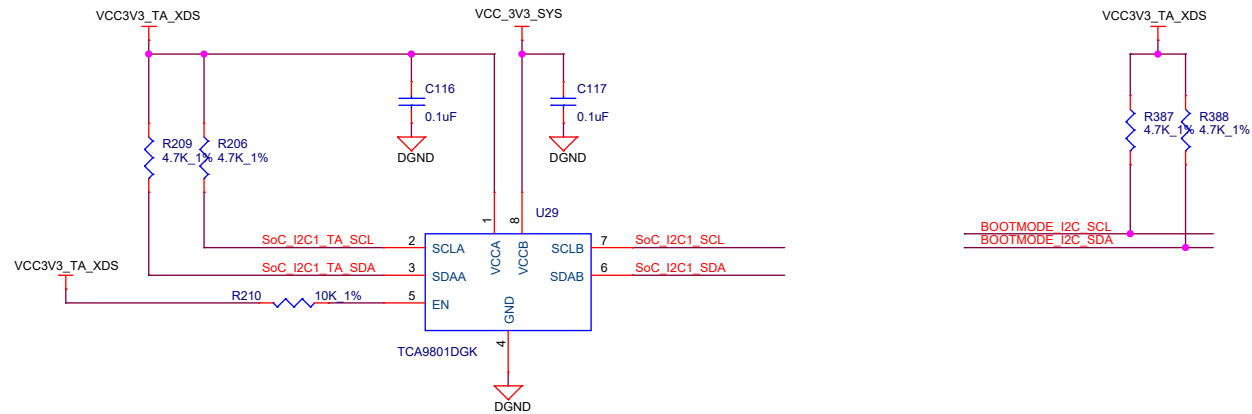 VCC3V3_TA_XDS
VCC_3V3_SYS
VCC3V3_TA_XDS
C116
0.1uF
C117
0.1uF
DGND
DGND
R209
4.7K_1%
R206
4.7K_1%
R387
4.7K_1%
R388
4.7K_1%
1
8
U29
SoC_I2C1_TA_SCL
2
SCLA
VCCA
VCCB
SCLB
7
SoC_I2C1_SCL
BOOTMODE_I2C_SCL
BOOTMODE_I2C_SDA
VCC3V3_TA_XDS
SoC_I2C1_TA_SDA
3
SDAA
SDAB
6
SoC_I2C1_SDA
R210
10K_1%
5
EN
GND
4
TCA9801DGK
DGND